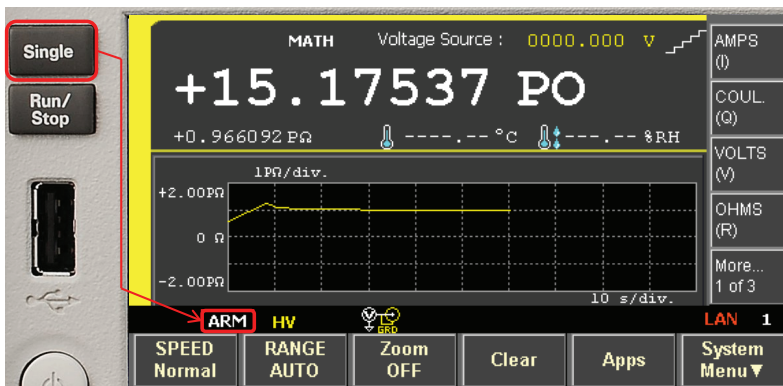 Single
Run/
Stop
MATH Voltage Source : 0000.000 V
+15.17537 PO
+0.966092 PΩ ----.-- °C ---.-- %RH
1PΩ/div.
+2.00PΩ
0 Ω
-2.00PΩ
10 s/div.
AMPS
(I)
COUL.
(Q)
VOLTS
(V)
OHMS
(R)
More...
1 of 3
ARM HV V GRD LAN 1
SPEED
Normal
RANGE
AUTO
Zoom
OFF
Clear
Apps
System
Menu▼